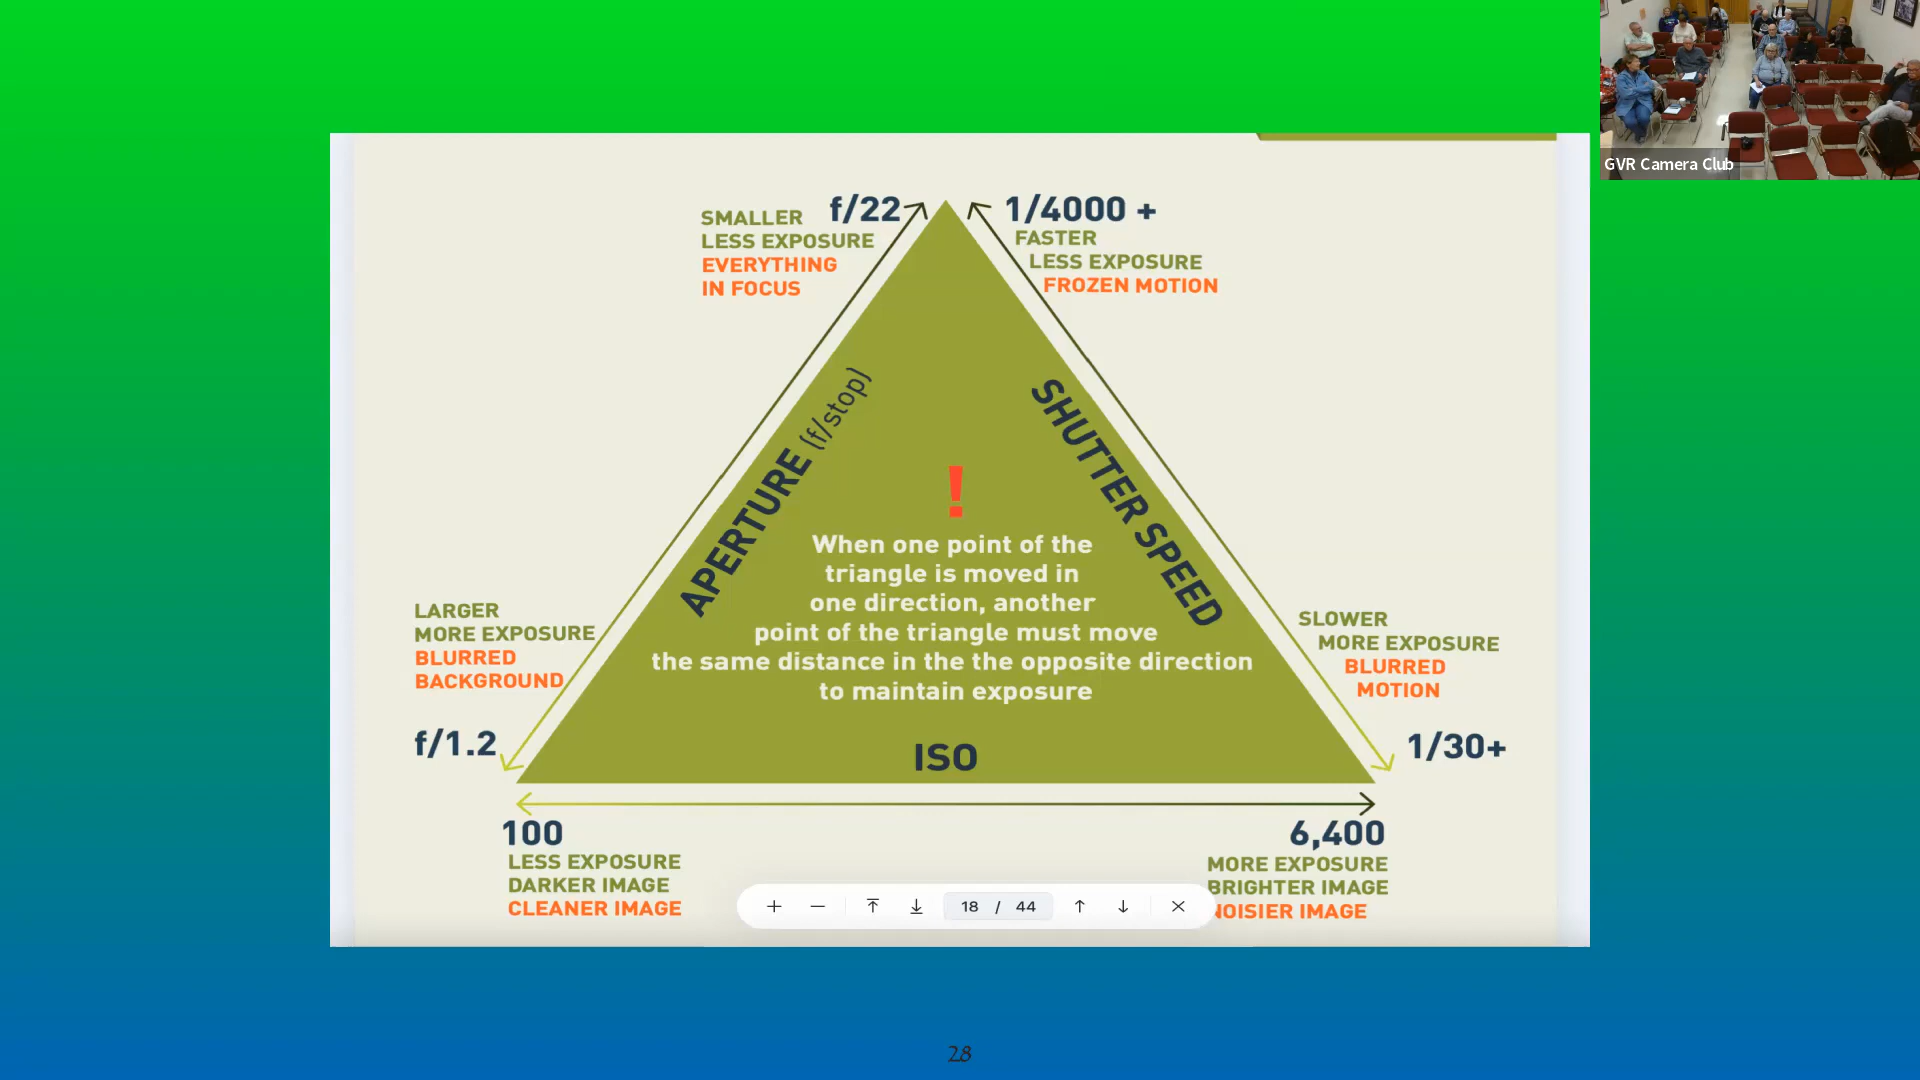 GVR Camera Club
f/22
SMALLER
LESS EXPOSURE
EVERYTHING
IN FOCUS
1/4000 +
FASTER
LESS EXPOSURE
FROZEN MOTION
APERTURE (f/stop)
SHUTTER SPEED
!
When one point of the
triangle is moved in
one direction, another
point of the triangle must move
the same distance in the the opposite direction
to maintain exposure
LARGER
MORE EXPOSURE
BLURRED
BACKGROUND
f/1.2
SLOWER
MORE EXPOSURE
BLURRED
MOTION
1/30+
ISO
100
LESS EXPOSURE
DARKER IMAGE
CLEANER IMAGE
6,400
MORE EXPOSURE
BRIGHTER IMAGE
NOISIER IMAGE
18 / 44
28